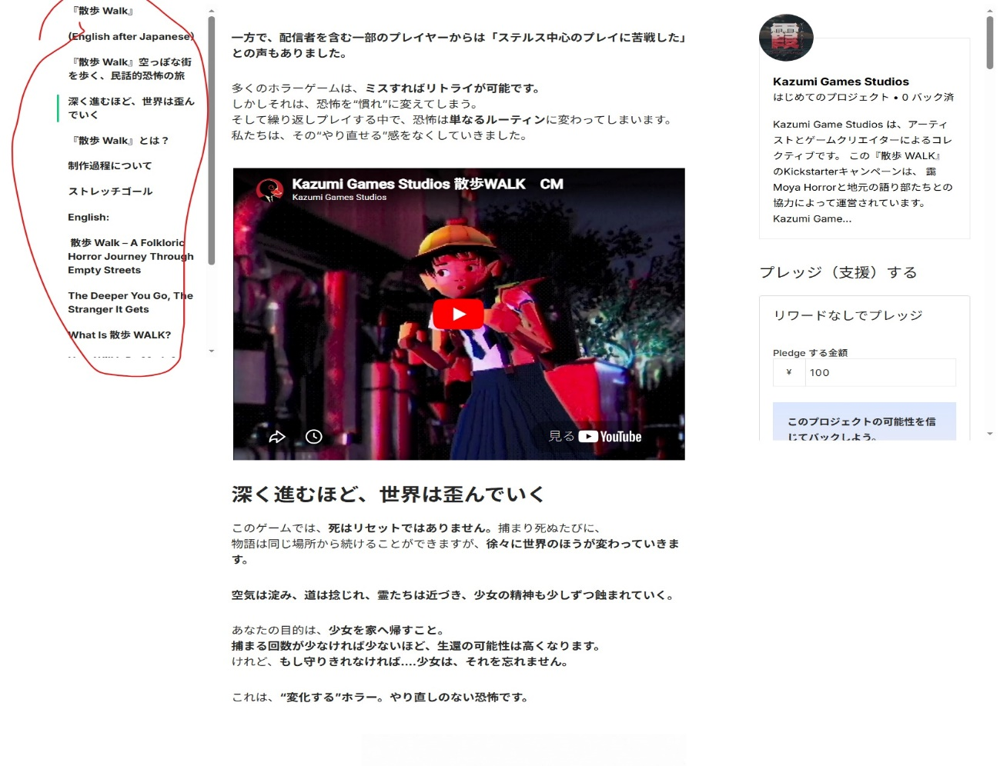 『散歩 Walk』
(English after Japanese)
『散歩 Walk』空っぽな街
を歩く、民話的恐怖の旅
深く進むほど、世界は歪ん
でいく
『散歩 Walk』とは？
制作過程について
ストレッチゴール
English:
散歩 Walk – A Folkloric
Horror Journey Through
Empty Streets
The Deeper You Go, The
Stranger It Gets
What Is 散歩 WALK?
一方で、配信者を含む一部のプレイヤーからは「ステルス中心のプレイに苦戦した」
との声もありました。
多くのホラーゲームは、ミスすればリトライが可能です。
しかしそれは、恐怖を“慣れ”に変えてしまう。
そして繰り返しプレイする中で、恐怖は単なるルーティンに変わってしまいます。
私たちは、その“やり直せる”感をなくしていきました。
Kazumi Games Studios 散歩WALK　CM
Kazumi Games Studios
見る YouTube
深く進むほど、世界は歪んでいく
このゲームでは、死はリセットではありません。捕まり死ぬたびに、
物語は同じ場所から続けることができますが、徐々に世界のほうが変わっていきま
す。
空気は淀み、道は捻じれ、霊たちは近づき、少女の精神も少しずつ蝕まれていく。
あなたの目的は、少女を家へ帰すこと。
捕まる回数が少なければ少ないほど、生還の可能性は高くなります。
けれど、もし守りきれなければ....少女は、それを忘れません。
これは、“変化する”ホラー。やり直しのない恐怖です。
霞
Kazumi Games Studios
はじめてのプロジェクト • 0 バック済
Kazumi Game Studios は、アーティ
ストとゲームクリエイターによるコレ
クティブです。 この『散歩 WALK』
のKickstarterキャンペーンは、 靄
Moya Horrorと地元の語り部たちとの
協力によって運営されています。
Kazumi Game...
プレッジ（支援）する
リワードなしでプレッジ
Pledge する金額
¥ 100
このプロジェクトの可能性を信
じてバックしよう。